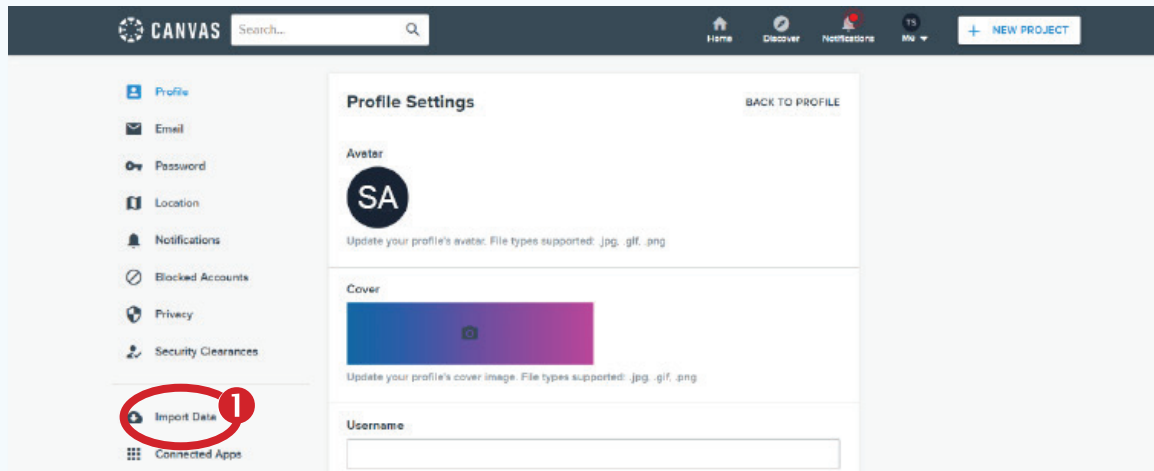 CANVAS
Search...
Home
Discover
Notifications
TS
Me
+ NEW PROJECT
Profile
Email
Password
Location
Notifications
Blocked Accounts
Privacy
Security Clearances
Import Data
1
Connected Apps
Profile Settings
BACK TO PROFILE
Avatar
SA
Update your profile's avatar. File types supported: .jpg, .gif, .png
Cover
Update your profile's cover image. File types supported: .jpg, .gif, .png
Username